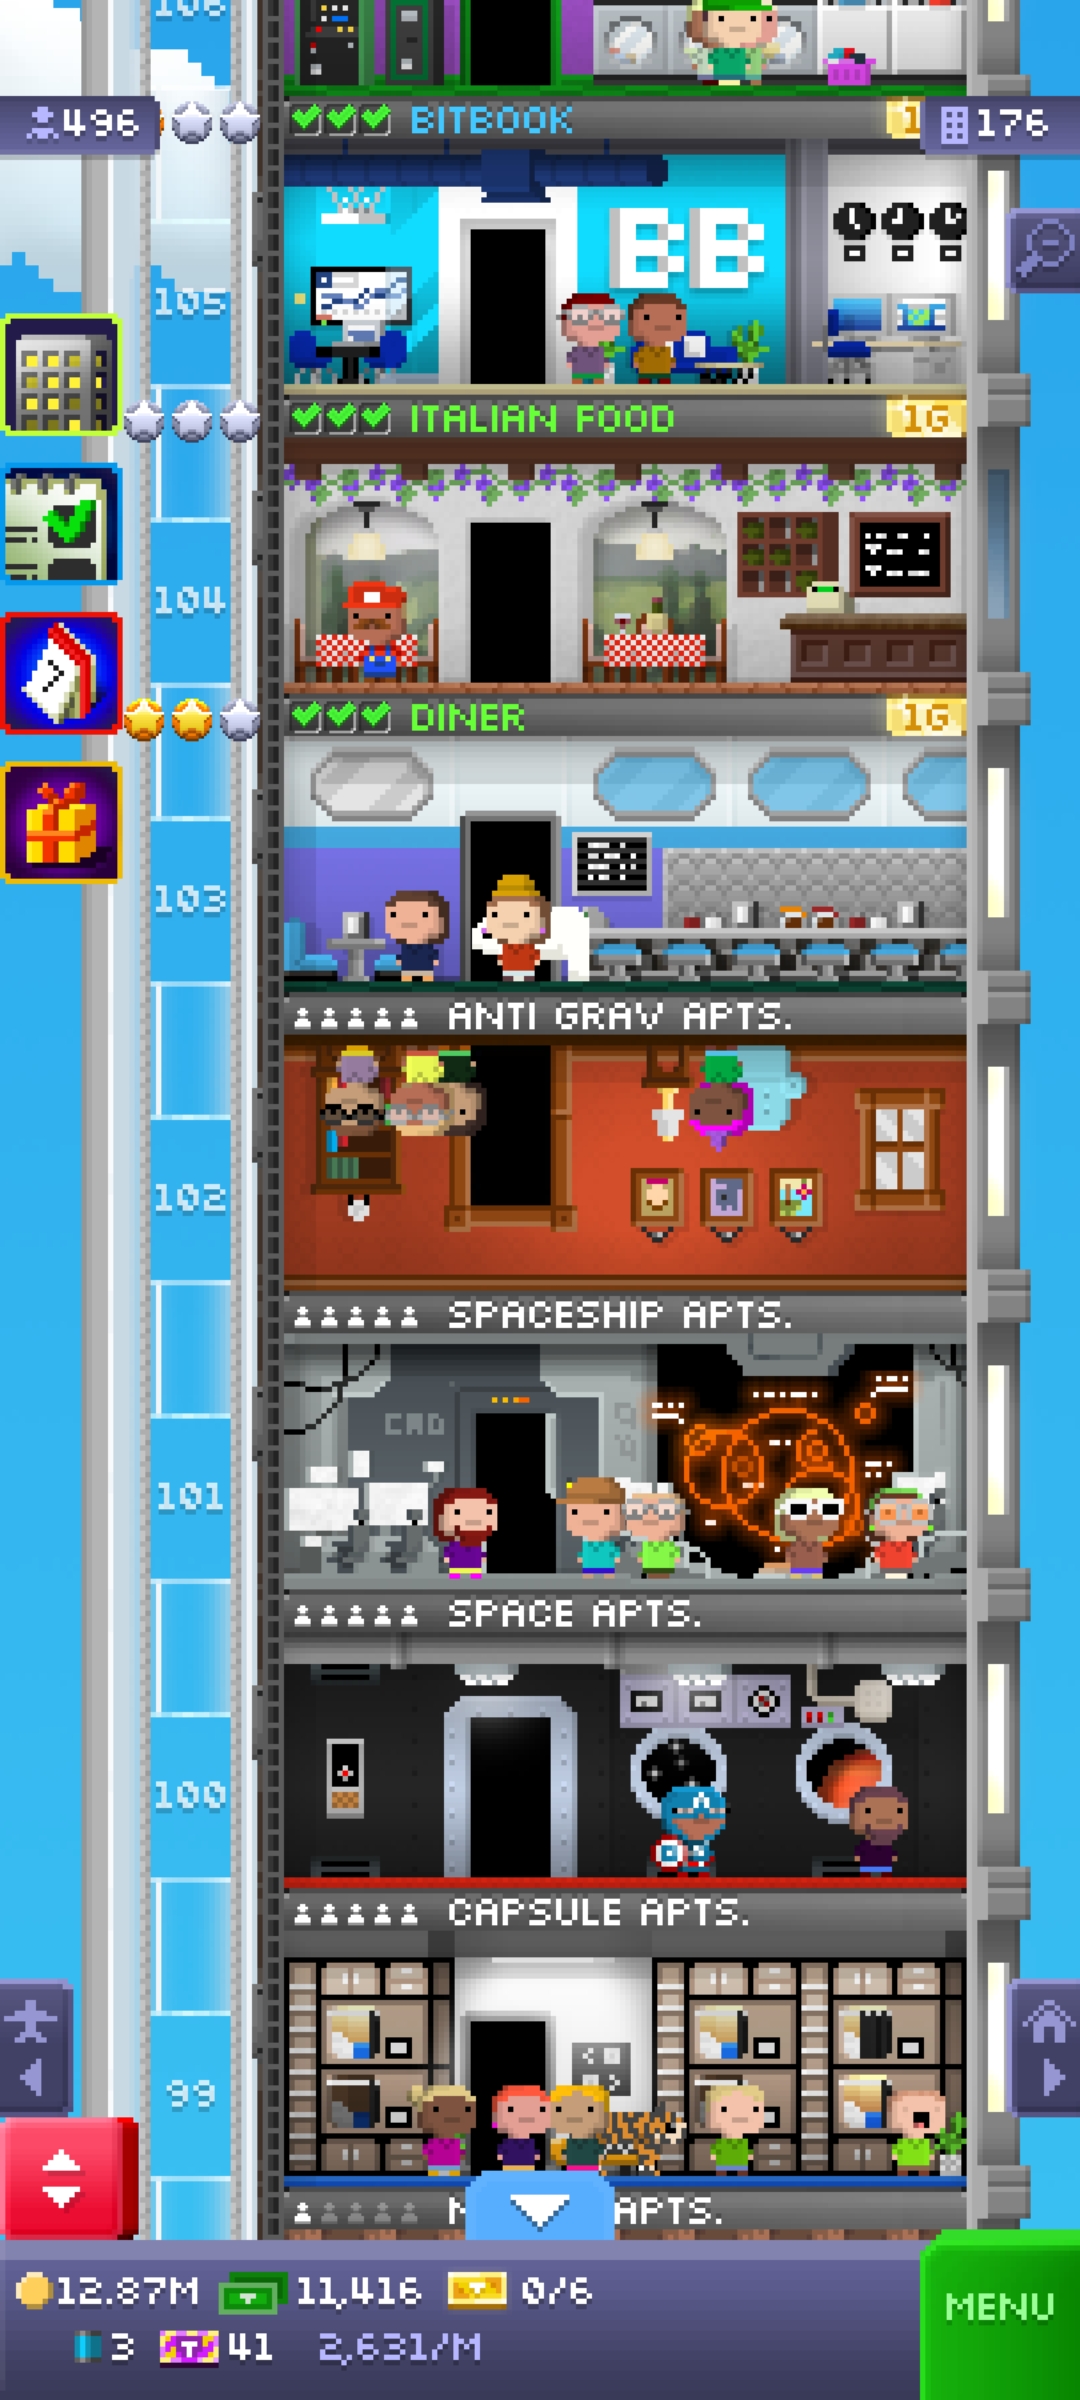 106
496
BITBOOK
1
176
BB
105
ITALIAN FOOD
1G
104
DINER
1G
103
ANTI GRAV APTS.
102
SPACESHIP APTS.
CRD
101
SPACE APTS.
100
CAPSULE APTS.
99
APTS.
12.87M
11,416
0/6
MENU
3
41
2,631/M